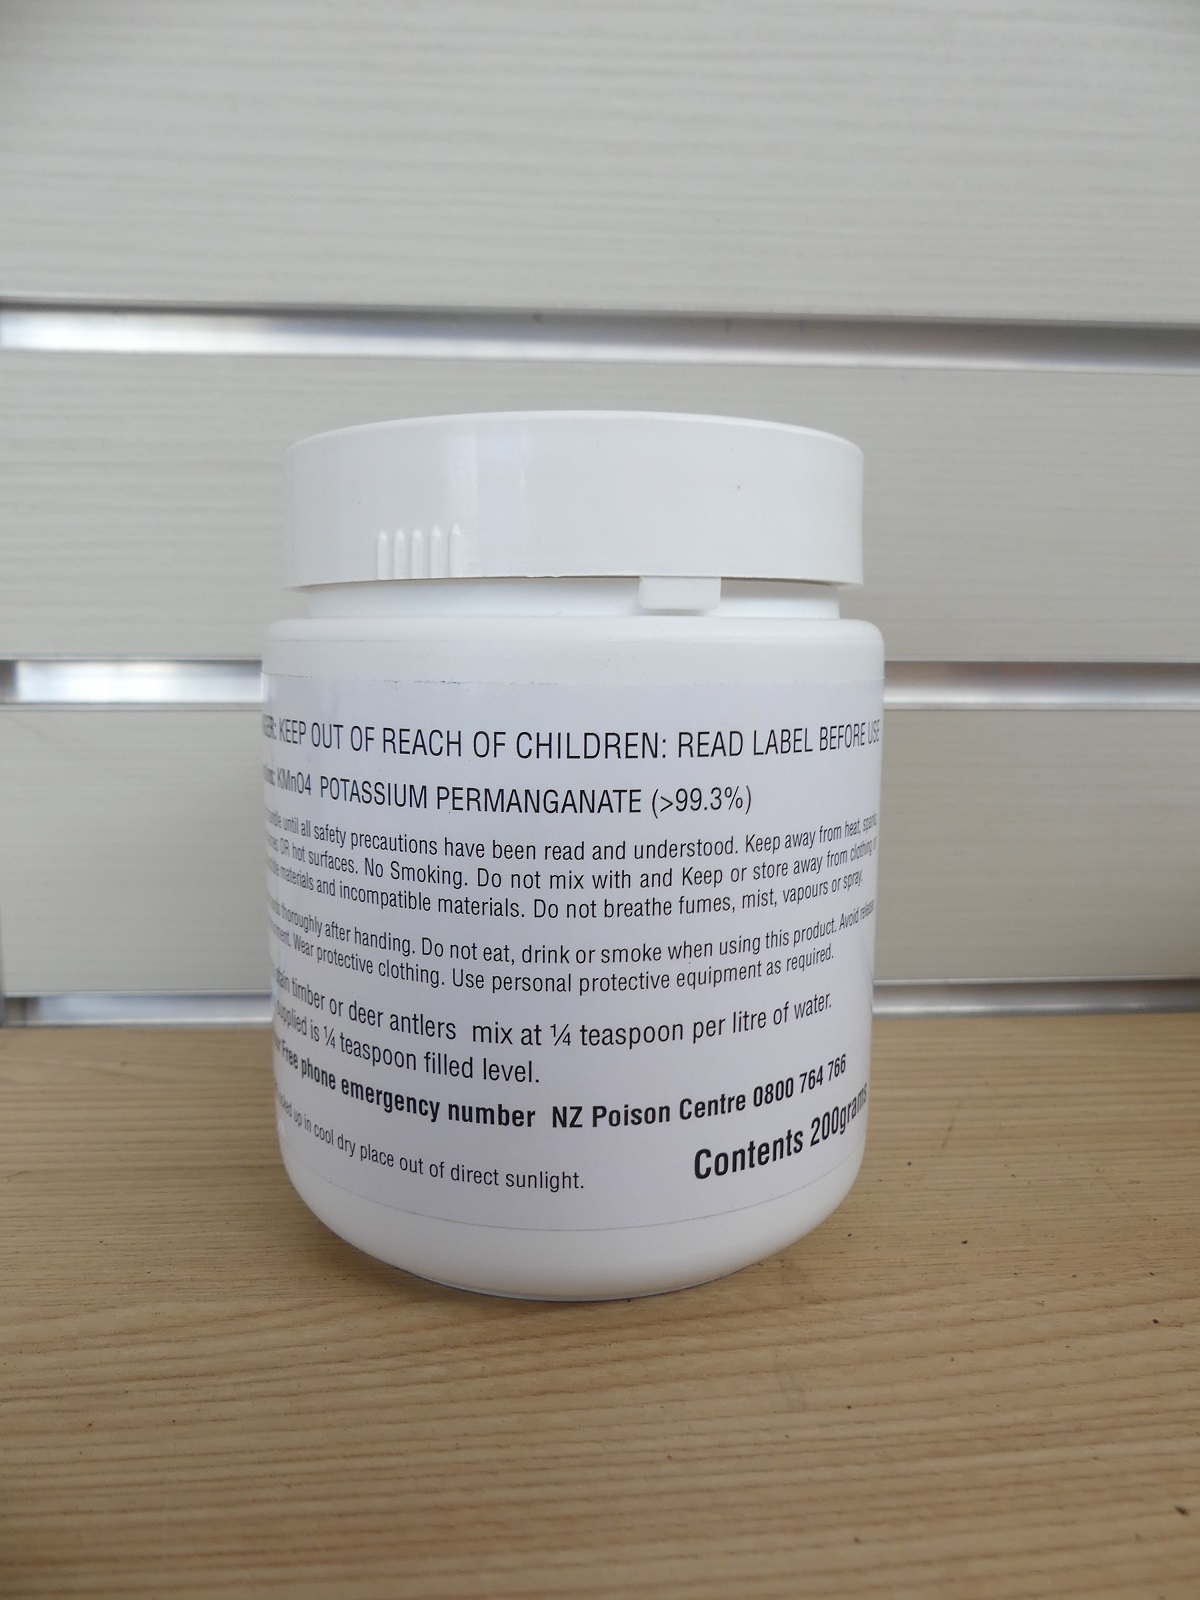 KEEP OUT OF REACH OF CHILDREN: READ LABEL BEFORE USE
KMnO4 POTASSIUM PERMANGANATE (>99.3%)
until all safety precautions have been read and understood. Keep away from heat,
OR hot surfaces. No Smoking. Do not mix with and Keep or store away from clothing or
materials and incompatible materials. Do not breathe fumes, mist, vapours or spray.
thoroughly after handing. Do not eat, drink or smoke when using this product. Avoid release
Wear protective clothing. Use personal protective equipment as required.
timber or deer antlers mix at ¼ teaspoon per litre of water.
supplied is ¼ teaspoon filled level.
Free phone emergency number NZ Poison Centre 0800 764 766
up in cool dry place out of direct sunlight.
Contents 200grams